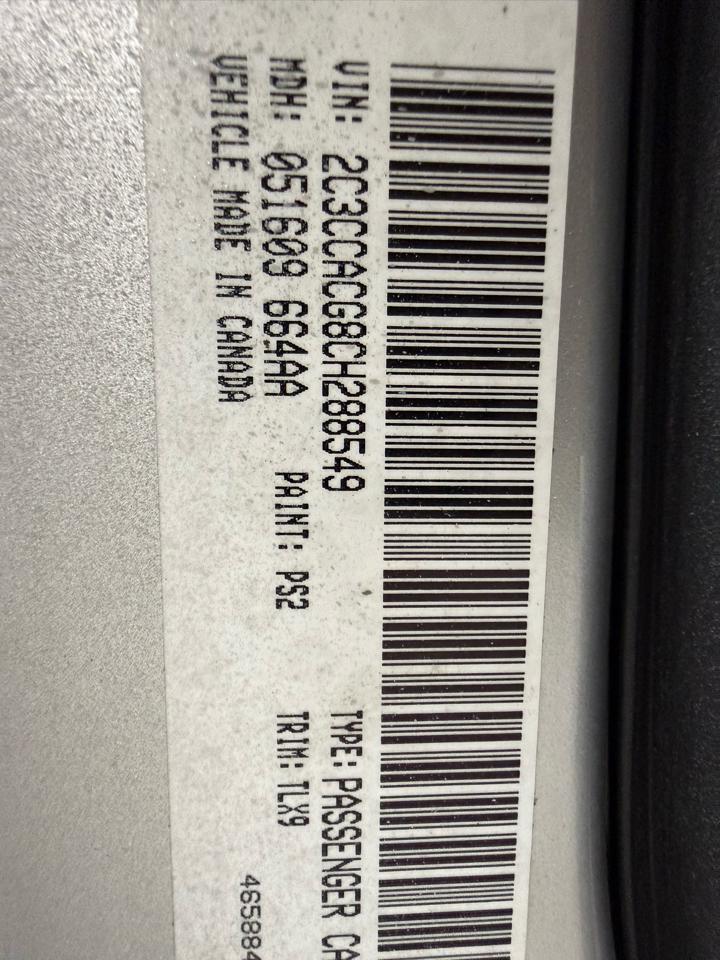 VIN: 2C3CCACG8CH288549 TYPE: PASSENGER CA
MDH: 051609 664AA PAINT: PS2 TRIM: TLX9
VEHICLE MADE IN CANADA 465884